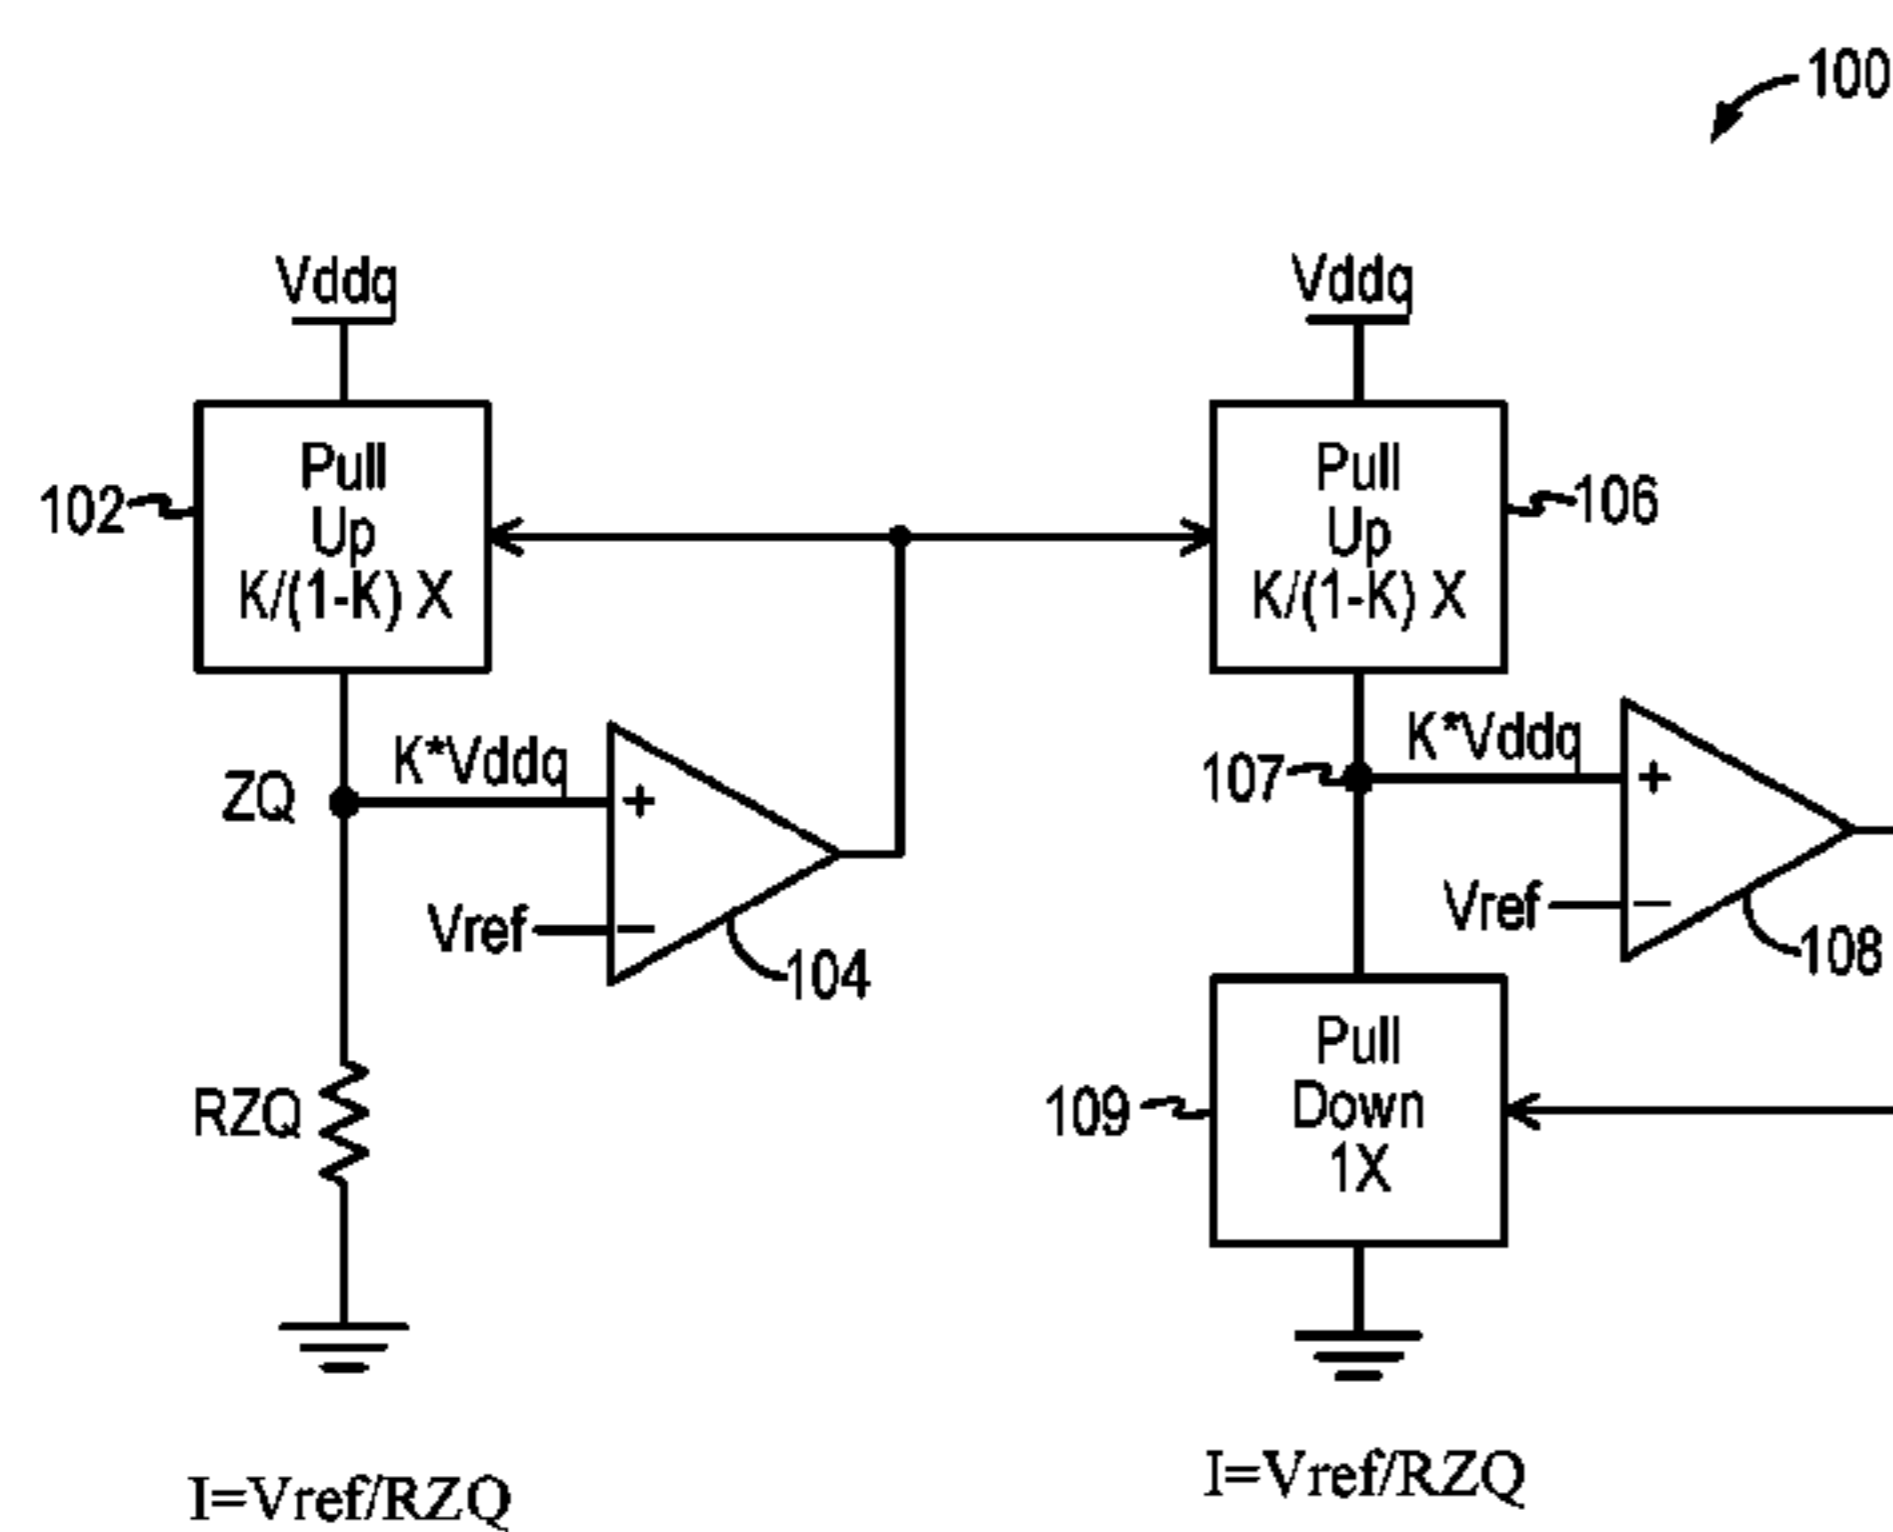 100
Vddq
Vddq
Pull
Up
K/(1-K) X
102
Pull
Up
K/(1-K) X
106
K*Vddq
ZQ
+
Vref
−
104
K*Vddq
107
+
Vref
−
108
RZQ
Pull
Down
1X
109
I=Vref/RZQ
I=Vref/RZQ